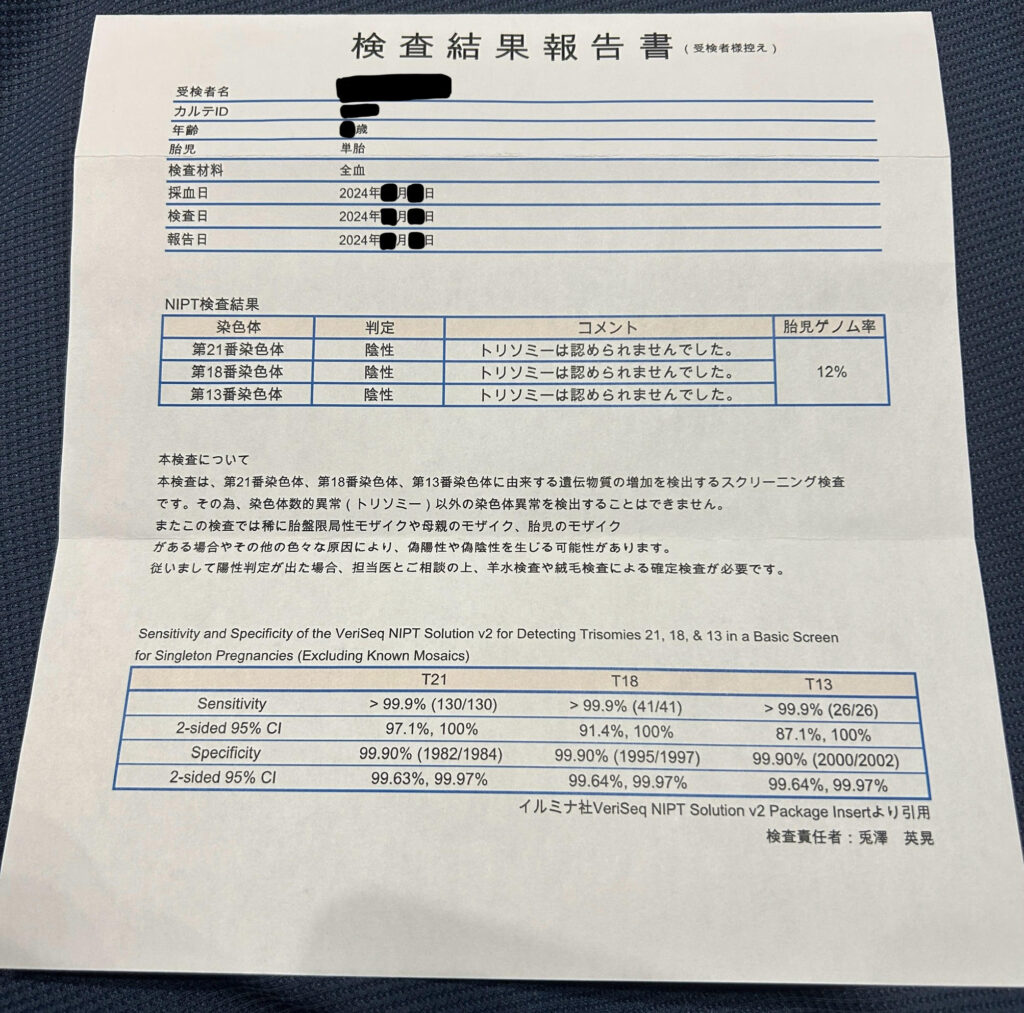 検査結果報告書（受検者様控え）
受検者名
カルテID
年齢 歳
胎児 単胎
検査材料 全血
採血日 2024年 月 日
検査日 2024年 月 日
報告日 2024年 月 日
NIPT検査結果
染色体 判定 コメント 胎児ゲノム率
第21番染色体 陰性 トリソミーは認められませんでした。
第18番染色体 陰性 トリソミーは認められませんでした。 12%
第13番染色体 陰性 トリソミーは認められませんでした。
本検査について
本検査は、第21番染色体、第18番染色体、第13番染色体に由来する遺伝物質の増加を検出するスクリーニング検査
です。その為、染色体数的異常（トリソミー）以外の染色体異常を検出することはできません。
またこの検査では稀に胎盤限局性モザイクや母親のモザイク、胎児のモザイク
がある場合やその他の色々な原因により、偽陽性や偽陰性を生じる可能性があります。
従いまして陽性判定が出た場合、担当医とご相談の上、羊水検査や絨毛検査による確定検査が必要です。
Sensitivity and Specificity of the VeriSeq NIPT Solution v2 for Detecting Trisomies 21, 18, & 13 in a Basic Screen
for Singleton Pregnancies (Excluding Known Mosaics)
T21 T18 T13
Sensitivity > 99.9% (130/130) > 99.9% (41/41) > 99.9% (26/26)
2-sided 95% CI 97.1%, 100% 91.4%, 100% 87.1%, 100%
Specificity 99.90% (1982/1984) 99.90% (1995/1997) 99.90% (2000/2002)
2-sided 95% CI 99.63%, 99.97% 99.64%, 99.97% 99.64%, 99.97%
イルミナ社VeriSeq NIPT Solution v2 Package Insertより引用
検査責任者：兎澤 英晃